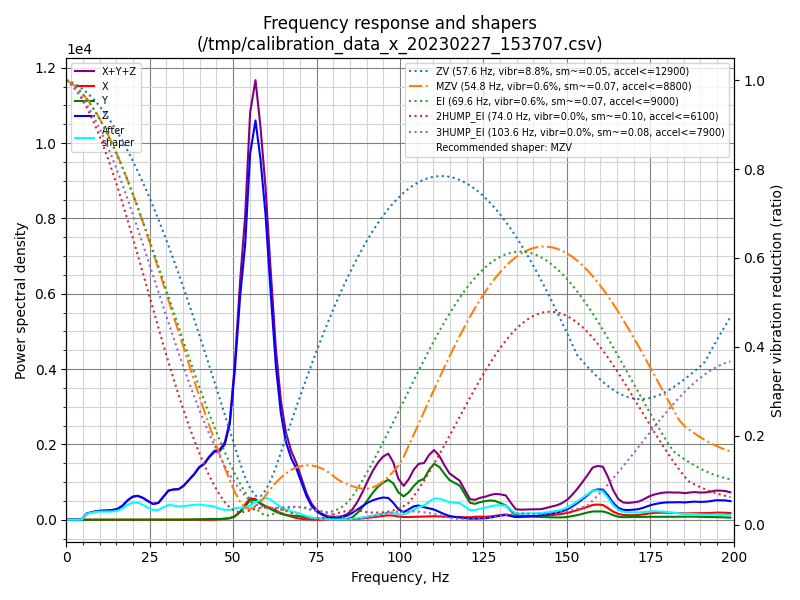 Frequency response and shapers
(/tmp/calibration_data_x_20230227_153707.csv)
1e4
X+Y+Z
X
Y
Z
After
shaper
ZV (57.6 Hz, vibr=8.8%, sm~=0.05, accel<=12900)
MZV (54.8 Hz, vibr=0.6%, sm~=0.07, accel<=8800)
EI (69.6 Hz, vibr=0.6%, sm~=0.07, accel<=9000)
2HUMP_EI (74.0 Hz, vibr=0.0%, sm~=0.10, accel<=6100)
3HUMP_EI (103.6 Hz, vibr=0.0%, sm~=0.08, accel<=7900)
Recommended shaper: MZV
Power spectral density
1.2
1.0
0.8
0.6
0.4
0.2
0.0
1.0
0.8
0.6
0.4
0.2
0.0
Shaper vibration reduction (ratio)
0 25 50 75 100 125 150 175 200
Frequency, Hz